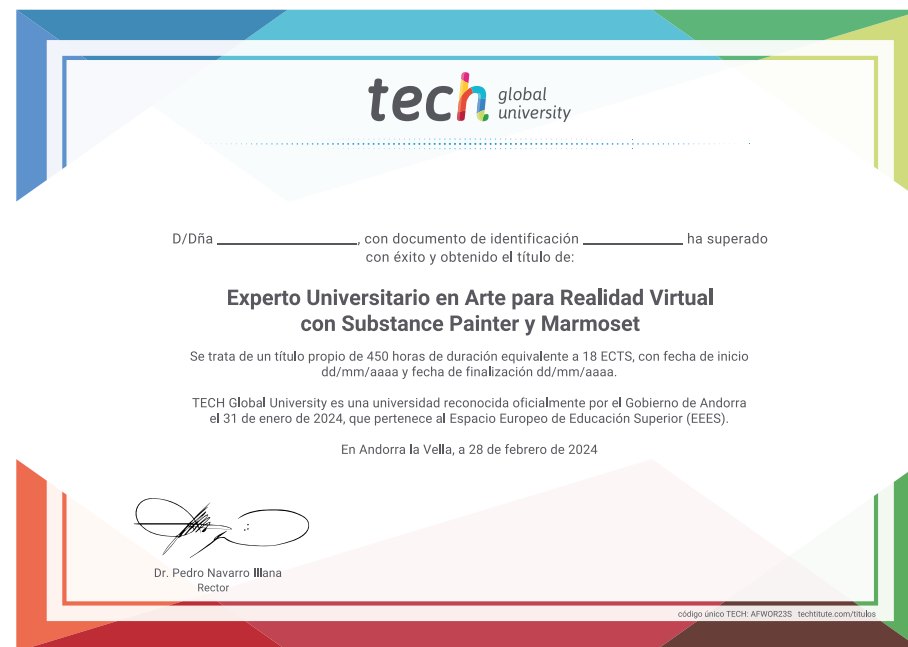 tech global university
D/Dña ____________________, con documento de identificación ______________ ha superado
con éxito y obtenido el título de:
Experto Universitario en Arte para Realidad Virtual
con Substance Painter y Marmoset
Se trata de un título propio de 450 horas de duración equivalente a 18 ECTS, con fecha de inicio
dd/mm/aaaa y fecha de finalización dd/mm/aaaa.
TECH Global University es una universidad reconocida oficialmente por el Gobierno de Andorra
el 31 de enero de 2024, que pertenece al Espacio Europeo de Educación Superior (EEES).
En Andorra la Vella, a 28 de febrero de 2024
Dr. Pedro Navarro Illana
Rector
código único TECH: AFWOR23S techtitute.com/titulos